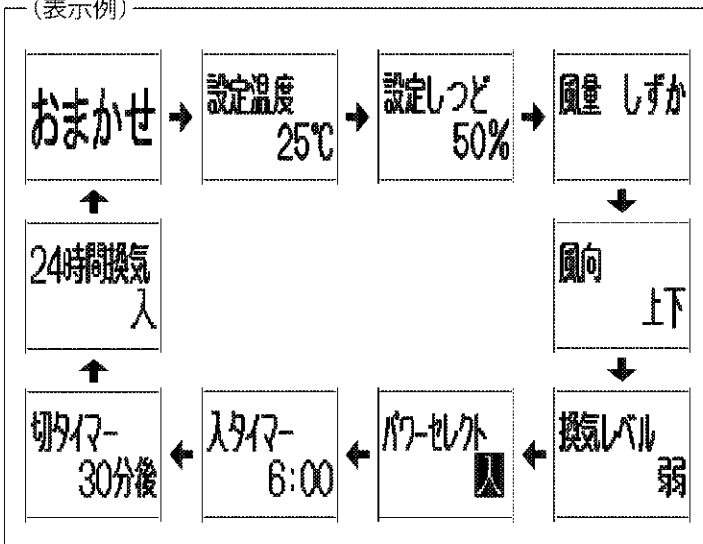 (表示例)
おまかせ
設定温度
25℃
設定しつど
50%
風量 しずか
風向
上下
換気レベル
弱
パワーセレクト
入
入タイマー
6:00
切タイマー
30分後
24時間換気
入